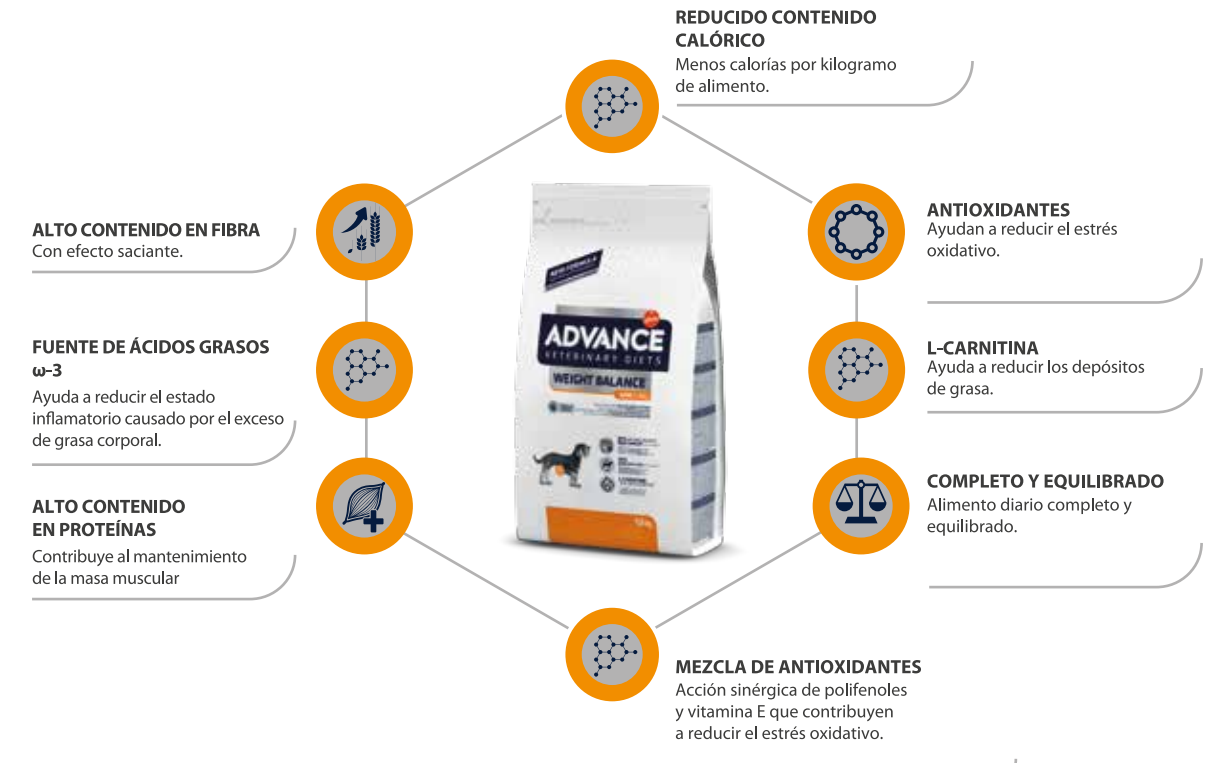 REDUCIDO CONTENIDO
CALÓRICO
Menos calorías por kilogramo
de alimento.
ALTO CONTENIDO EN FIBRA
Con efecto saciante.
ANTIOXIDANTES
Ayudan a reducir el estrés
oxidativo.
FUENTE DE ÁCIDOS GRASOS
ω-3
Ayuda a reducir el estado
inflamatorio causado por el exceso
de grasa corporal.
L-CARNITINA
Ayuda a reducir los depósitos
de grasa.
ALTO CONTENIDO
EN PROTEÍNAS
Contribuye al mantenimiento
de la masa muscular
COMPLETO Y EQUILIBRADO
Alimento diario completo y
equilibrado.
MEZCLA DE ANTIOXIDANTES
Acción sinérgica de polifenoles
y vitamina E que contribuyen
a reducir el estrés oxidativo.
ADVANCE
VETERINARY DIETS
WEIGHT BALANCE